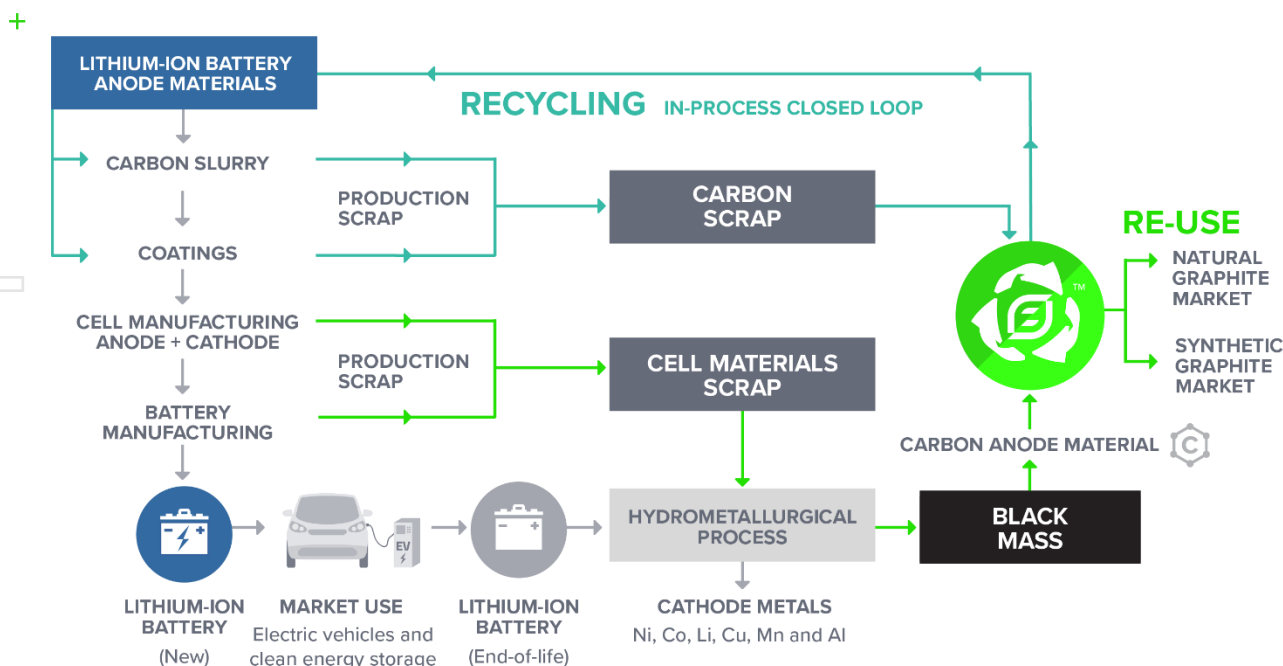 LITHIUM-ION BATTERY
ANODE MATERIALS
RECYCLING IN-PROCESS CLOSED LOOP
CARBON SLURRY
PRODUCTION
SCRAP
CARBON
SCRAP
COATINGS
RE-USE
NATURAL
GRAPHITE
MARKET
TM
SYNTHETIC
GRAPHITE
MARKET
CELL MANUFACTURING
ANODE + CATHODE
PRODUCTION
SCRAP
CELL MATERIALS
SCRAP
BATTERY
MANUFACTURING
CARBON ANODE MATERIAL C
EV
HYDROMETALLURGICAL
PROCESS
BLACK
MASS
LITHIUM-ION
BATTERY
(New)
MARKET USE
Electric vehicles and
clean energy storage
LITHIUM-ION
BATTERY
(End-of-life)
CATHODE METALS
Ni, Co, Li, Cu, Mn and Al